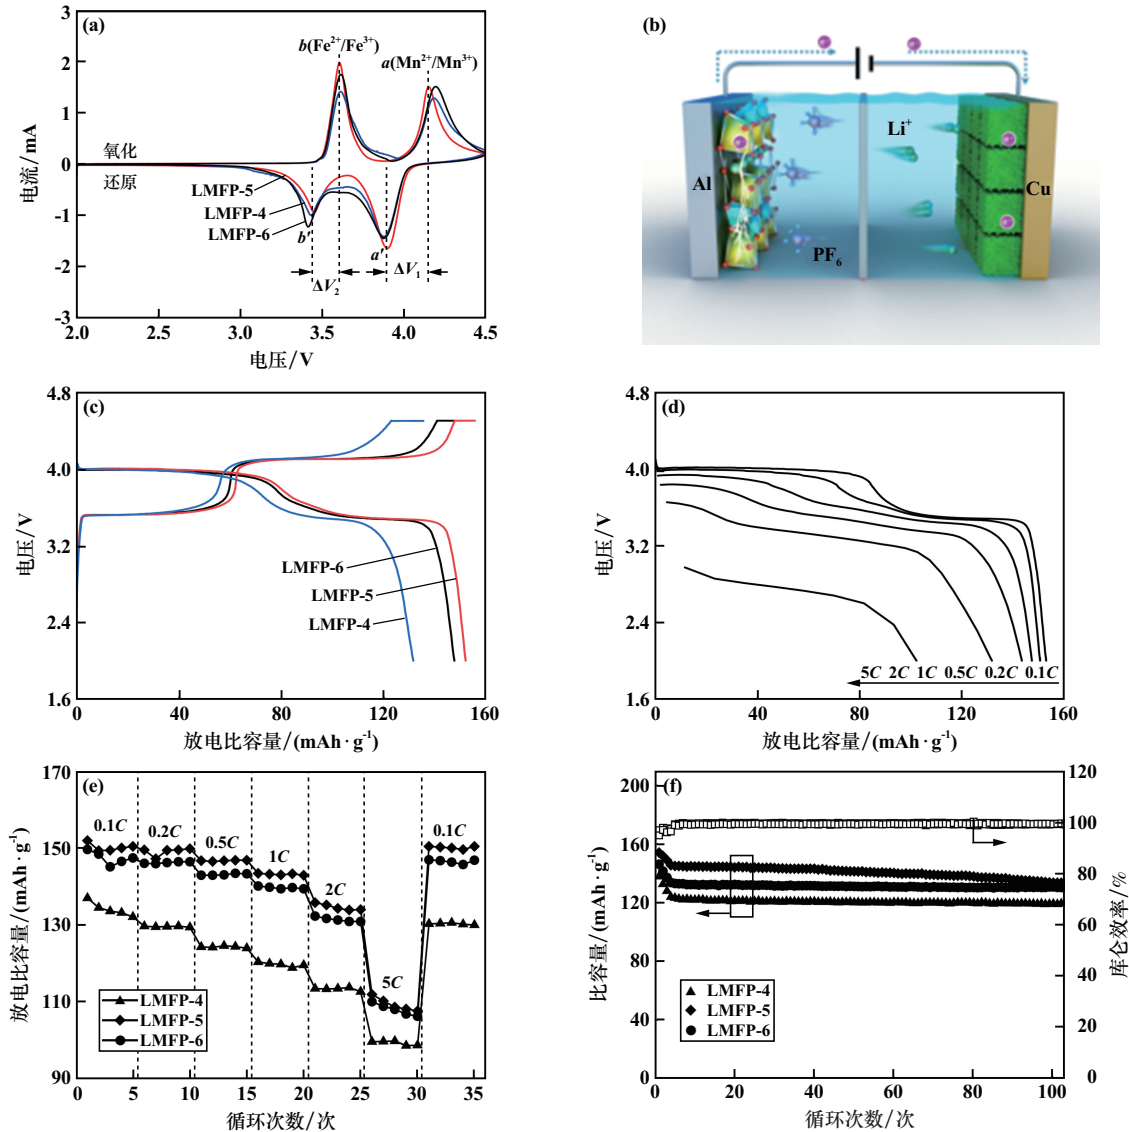 (a)
3
2
1
0
-1
-2
-3
电流/mA
b(Fe²⁺/Fe³⁺)
a(Mn²⁺/Mn³⁺)
氧化
还原
LMFP-5
LMFP-4
LMFP-6
b'
a'
ΔV₂
ΔV₁
2.0 2.5 3.0 3.5 4.0 4.5
电压/V
(b)
Li⁺
Al
Cu
PF₆
(c)
4.8
4.0
3.2
2.4
1.6
电压/V
LMFP-6
LMFP-5
LMFP-4
0 40 80 120 160
放电比容量/(mAh·g⁻¹)
(d)
4.8
4.0
3.2
2.4
1.6
电压/V
5C 2C 1C 0.5C 0.2C 0.1C
0 40 80 120 160
放电比容量/(mAh·g⁻¹)
(e)
170
150
130
110
90
放电比容量/(mAh·g⁻¹)
0.1C 0.2C 0.5C 1C 2C 5C 0.1C
LMFP-4
LMFP-5
LMFP-6
0 5 10 15 20 25 30 35
循环次数/次
(f)
200
160
120
80
40
0
比容量/(mAh·g⁻¹)
120
100
80
60
40
20
0
库仑效率/%
LMFP-4
LMFP-5
LMFP-6
0 20 40 60 80 100
循环次数/次